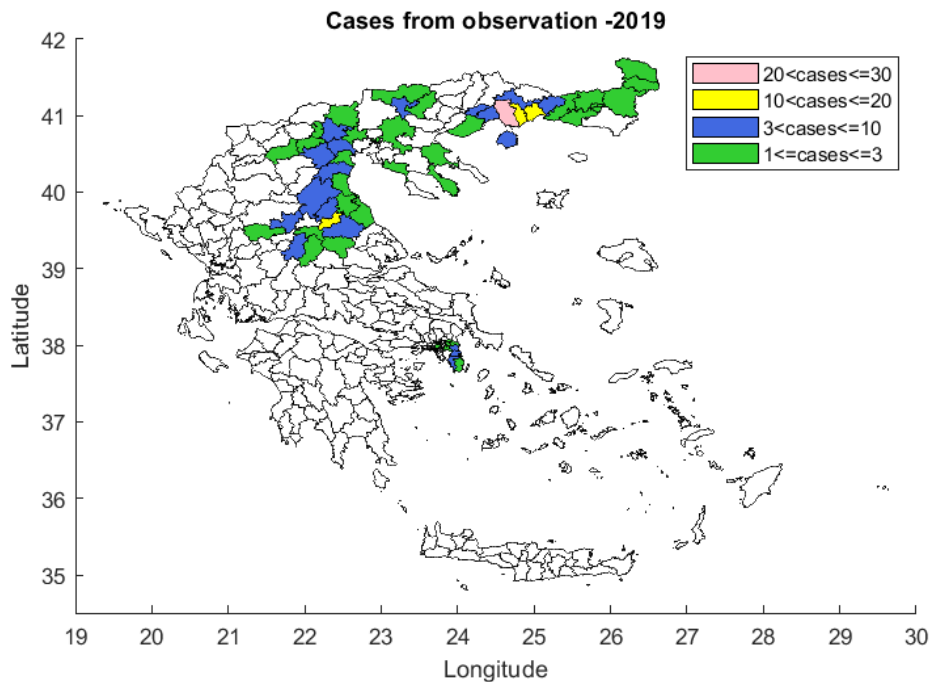 Cases from observation -2019
42
41
40
39
38
37
36
35
Latitude
20<cases<=30
10<cases<=20
3<cases<=10
1<=cases<=3
19 20 21 22 23 24 25 26 27 28 29 30
Longitude